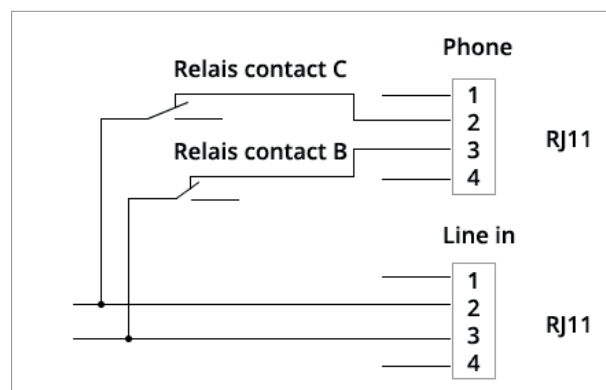 Phone
Relais contact C
1
2
RJ11
3
Relais contact B
4
Line in
1
2
RJ11
3
4